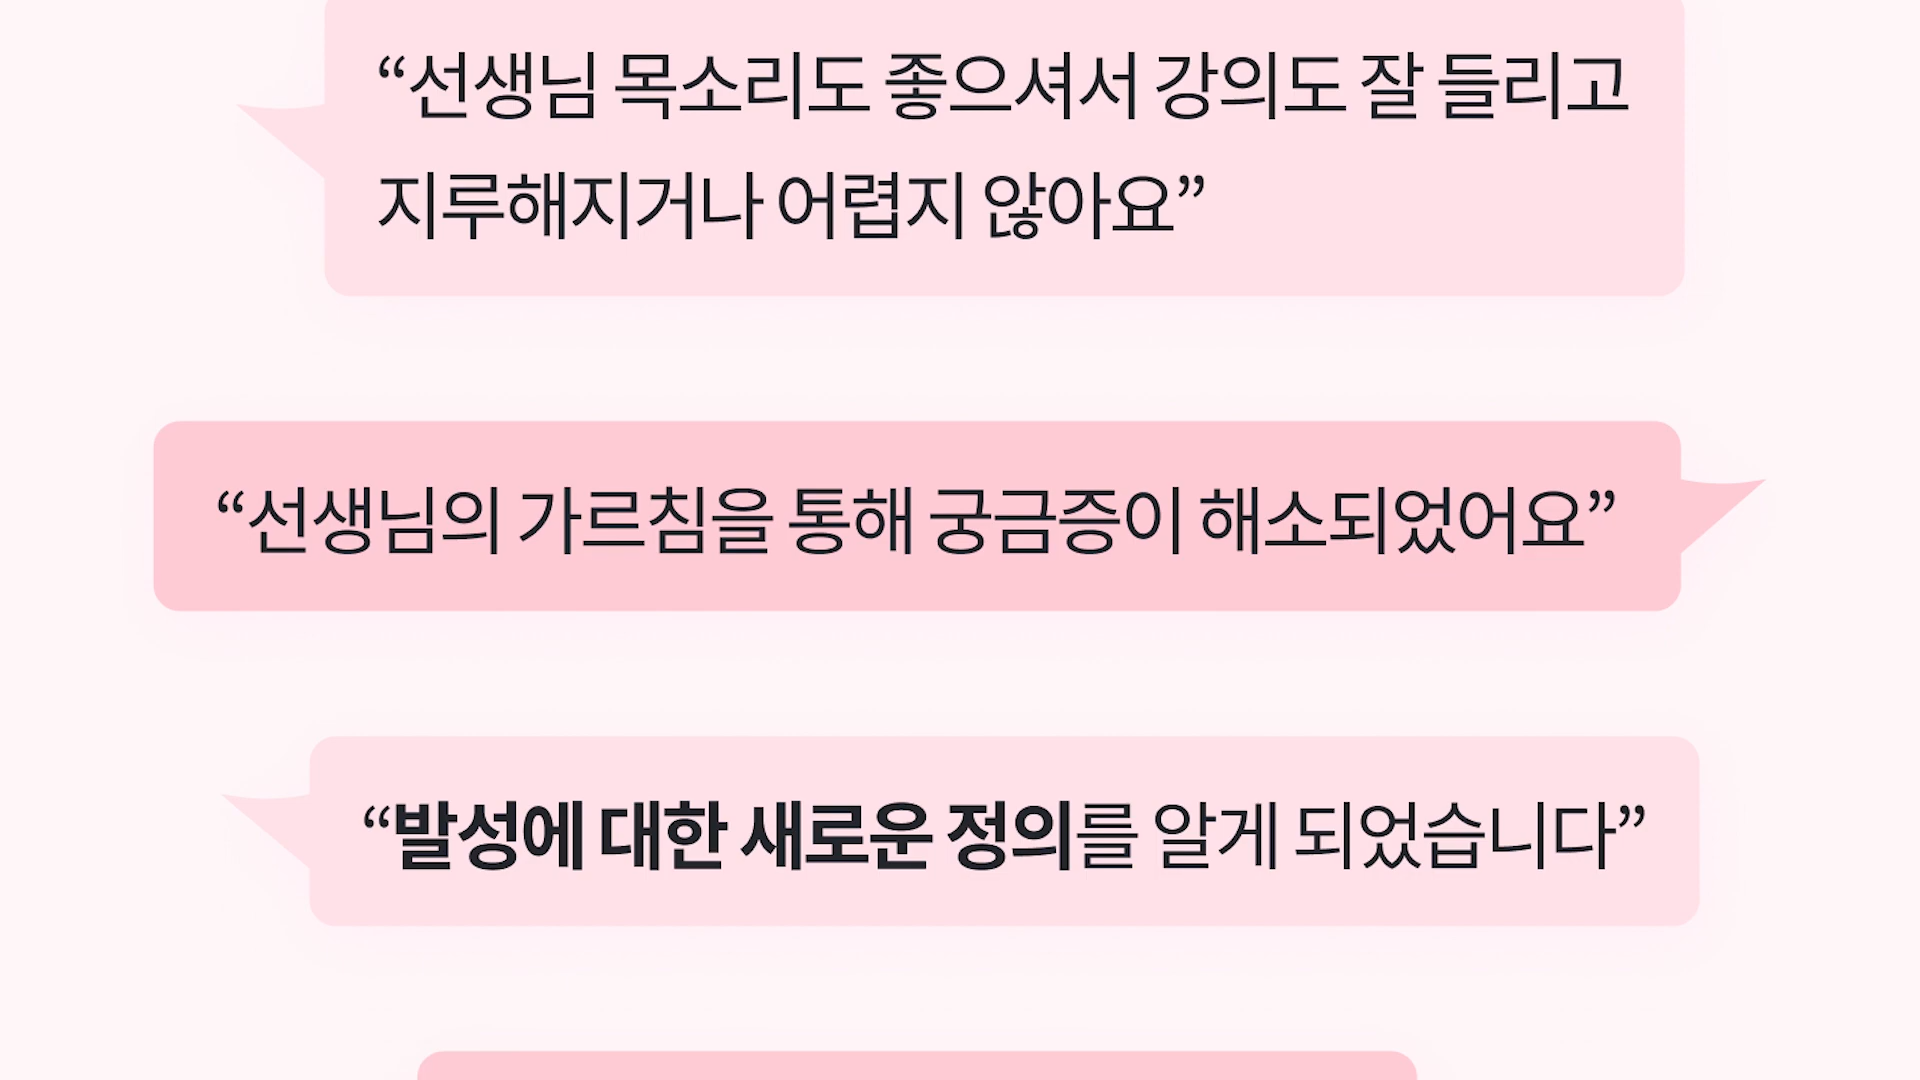 “선생님 목소리도 좋으셔서 강의도 잘 들리고
지루해지거나 어렵지 않아요”
“선생님의 가르침을 통해 궁금증이 해소되었어요”
“발성에 대한 새로운 정의를 알게 되었습니다”